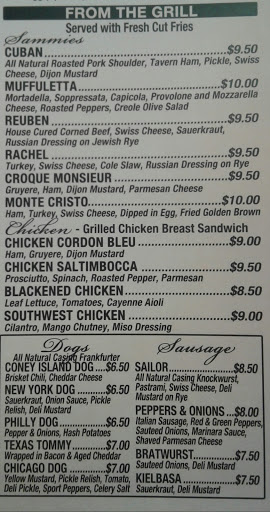 FROM THE GRILL
Served with Fresh Cut Fries
Sammies
CUBAN $9.50
All Natural Roasted Pork Shoulder, Tavern Ham, Pickle, Swiss
Cheese, Dijon Mustard
MUFFULETTA $10.00
Mortadella, Soppressata, Capicola, Provolone and Mozzarella
Cheese, Roasted Peppers, Creole Olive Salad
REUBEN $9.50
House Cured Corned Beef, Swiss Cheese, Sauerkraut,
Russian Dressing on Jewish Rye
RACHEL $9.50
Turkey, Swiss Cheese, Cole Slaw, Russian Dressing on Rye
CROQUE MONSIEUR $9.50
Gruyere, Ham, Dijon Mustard, Parmesan Cheese
MONTE CRISTO $10.00
Ham, Turkey, Swiss Cheese, Dipped in Egg, Fried Golden Brown
Chicken - Grilled Chicken Breast Sandwich
CHICKEN CORDON BLEU $9.00
Ham, Gruyere, Dijon Mustard
CHICKEN SALTIMBOCCA $9.50
Prosciutto, Spinach, Roasted Pepper, Parmesan
BLACKENED CHICKEN $8.50
Leaf Lettuce, Tomatoes, Cayenne Aioli
SOUTHWEST CHICKEN $9.00
Cilantro, Mango Chutney, Miso Dressing
Dogs
All Natural Casing Frankfurter
CONEY ISLAND DOG $6.50
Brisket Chili, Cheddar Cheese
NEW YORK DOG $6.50
Sauerkraut, Onion Sauce, Pickle
Relish, Deli Mustard
PHILLY DOG $6.50
Pepper & Onions, Hash Potatoes
TEXAS TOMMY $7.00
Wrapped in Bacon & Aged Cheddar
CHICAGO DOG $7.00
Yellow Mustard, Pickle Relish, Tomato,
Deli Pickle, Sport Peppers, Celery Salt
Sausage
SAILOR $8.50
All Natural Casing Knockwurst,
Pastrami, Swiss Cheese, Deli
Mustard on Rye
PEPPERS & ONIONS $8.00
Italian Sausage, Red & Green Peppers,
Sauteed Onions, Marinara Sauce,
Shaved Parmesan Cheese
BRATWURST $7.50
Sauteed Onions, Deli Mustard
KIELBASA $7.50
Sauerkraut, Deli Mustard